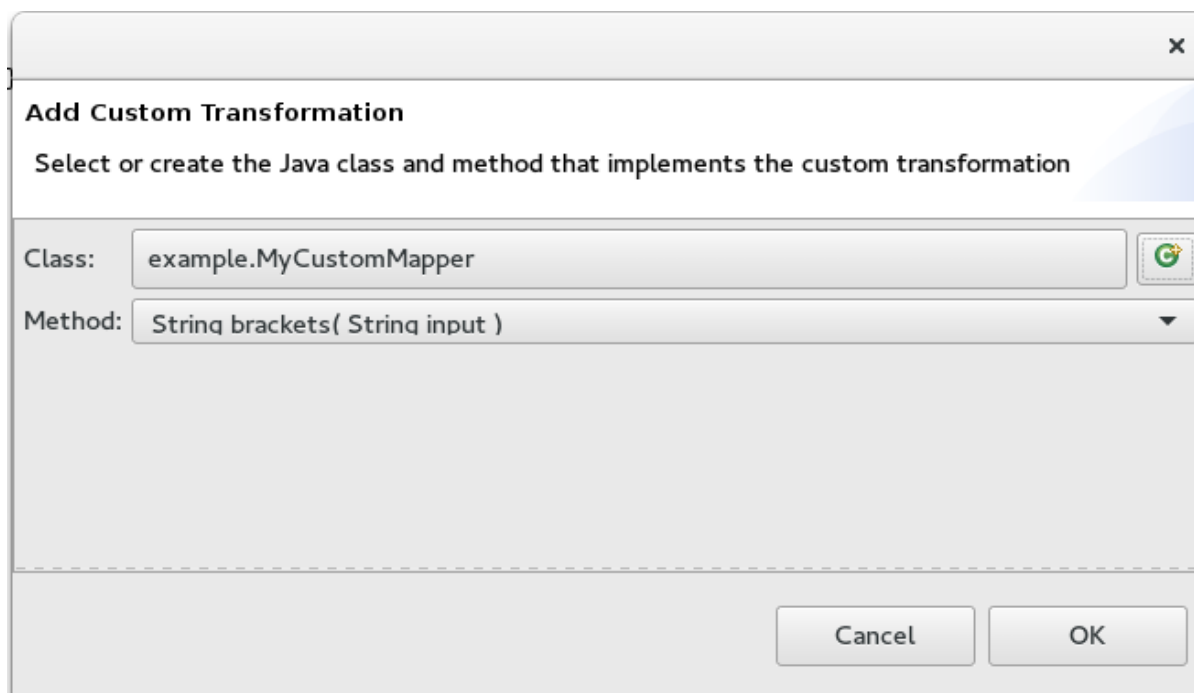 ×
Add Custom Transformation
Select or create the Java class and method that implements the custom transformation
Class: example.MyCustomMapper
Method: String brackets( String input )
Cancel OK